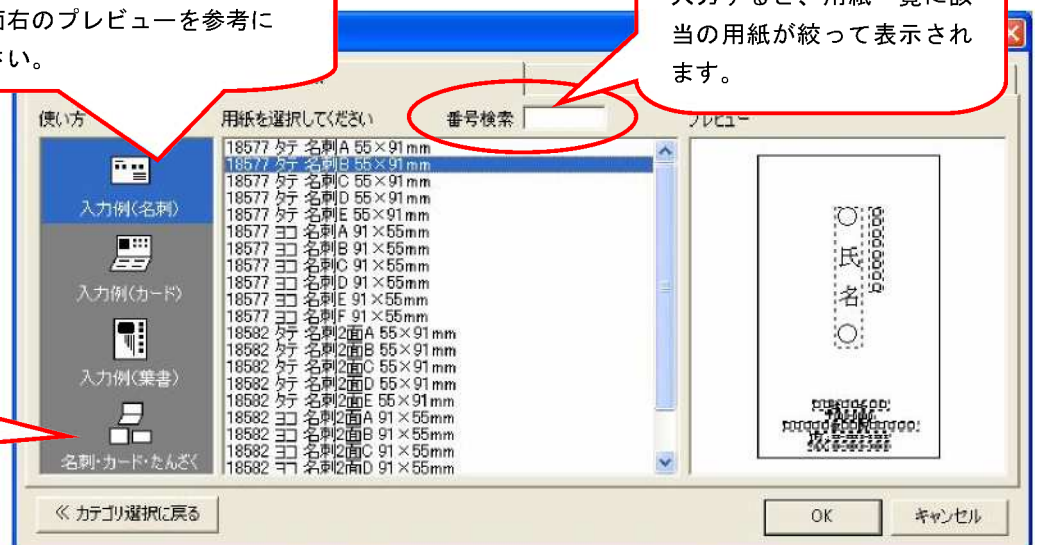 面右のプレビューを参考に
さい。
入力すると、用紙一覧に該
当の用紙が絞って表示され
ます。
使い方
用紙を選択してください
番号検索
プレビュー
入力例(名刺)
入力例(カード)
入力例(葉書)
名刺・カード・たんざく
18577 タテ 名刺A 55×91mm
18577 タテ 名刺B 55×91mm
18577 タテ 名刺C 55×91mm
18577 タテ 名刺D 55×91mm
18577 タテ 名刺E 55×91mm
18577 ヨコ 名刺A 91×55mm
18577 ヨコ 名刺B 91×55mm
18577 ヨコ 名刺C 91×55mm
18577 ヨコ 名刺D 91×55mm
18577 ヨコ 名刺E 91×55mm
18577 ヨコ 名刺F 91×55mm
18582 タテ 名刺2面A 55×91mm
18582 タテ 名刺2面B 55×91mm
18582 タテ 名刺2面C 55×91mm
18582 タテ 名刺2面D 55×91mm
18582 タテ 名刺2面E 55×91mm
18582 ヨコ 名刺2面A 91×55mm
18582 ヨコ 名刺2面B 91×55mm
18582 ヨコ 名刺2面C 91×55mm
18582 ヨコ 名刺2面D 91×55mm
○氏名○
≪ カテゴリ選択に戻る
OK
キャンセル